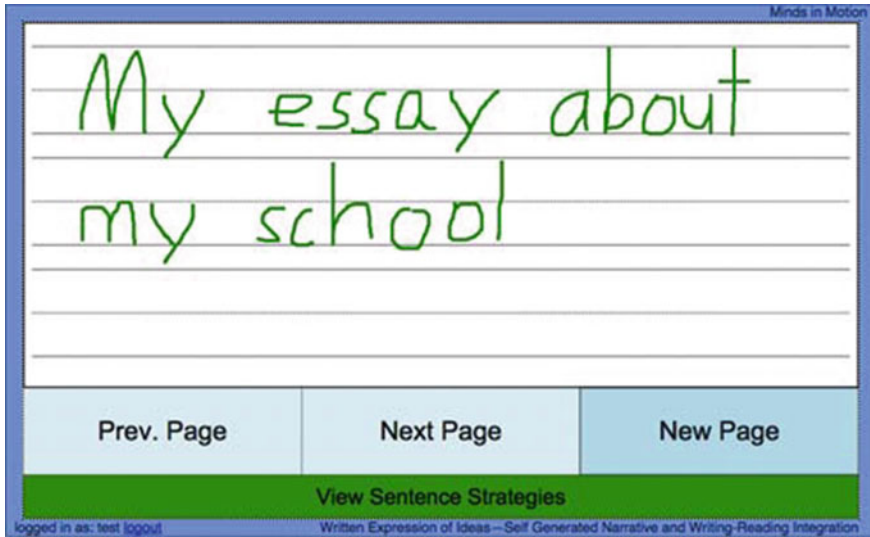 Minds in Motion
My essay about
my school
Prev. Page Next Page New Page
View Sentence Strategies
logged in as: test logout Written Expression of Ideas—Self Generated Narrative and Writing-Reading Integration